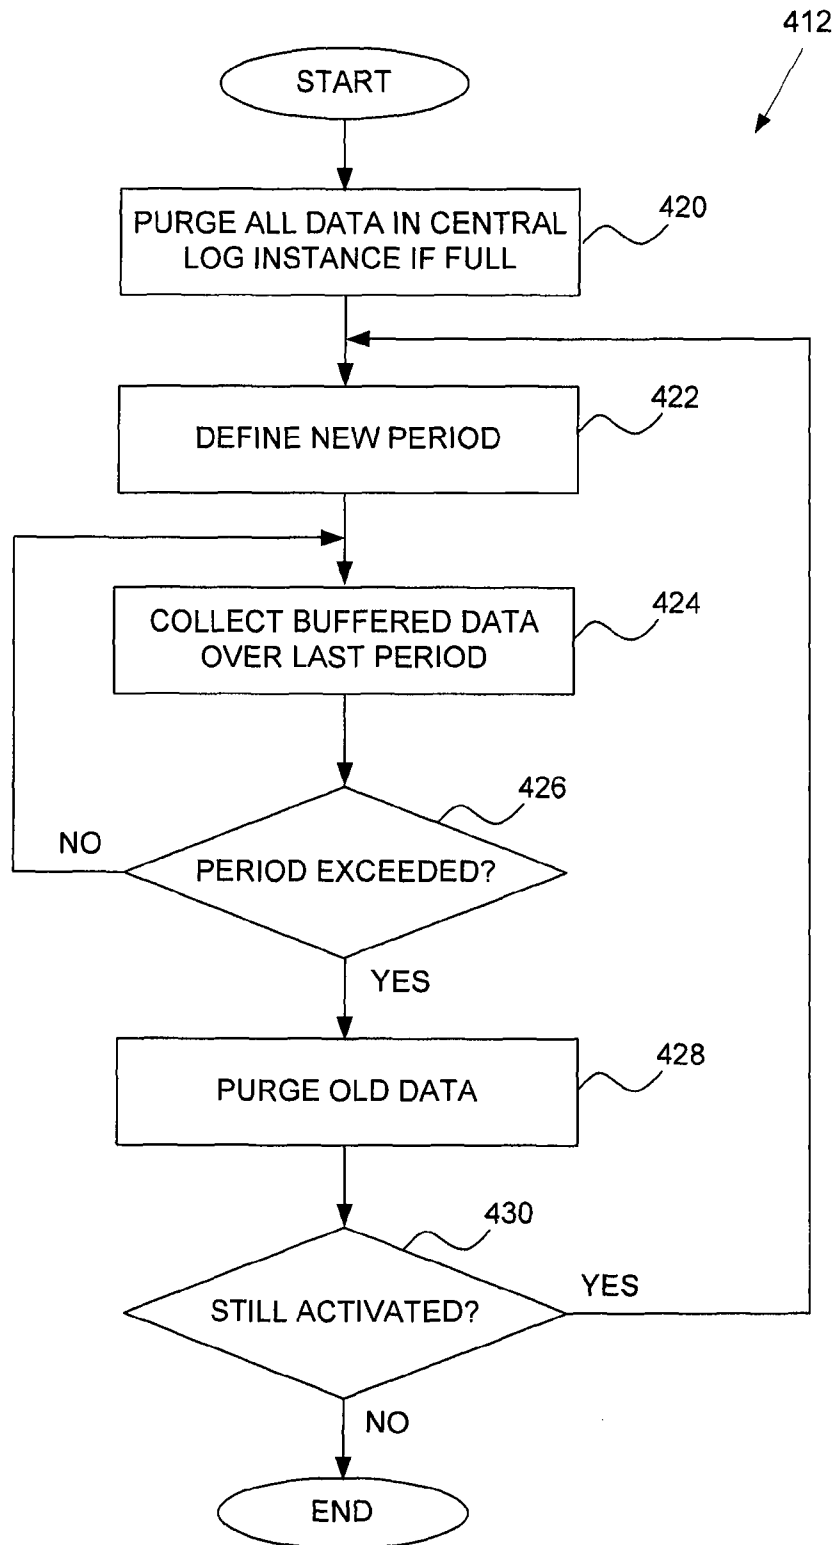 412
START
PURGE ALL DATA IN CENTRAL
LOG INSTANCE IF FULL
420
DEFINE NEW PERIOD
422
COLLECT BUFFERED DATA
OVER LAST PERIOD
424
426
NO
PERIOD EXCEEDED?
YES
PURGE OLD DATA
428
430
STILL ACTIVATED?
YES
NO
END